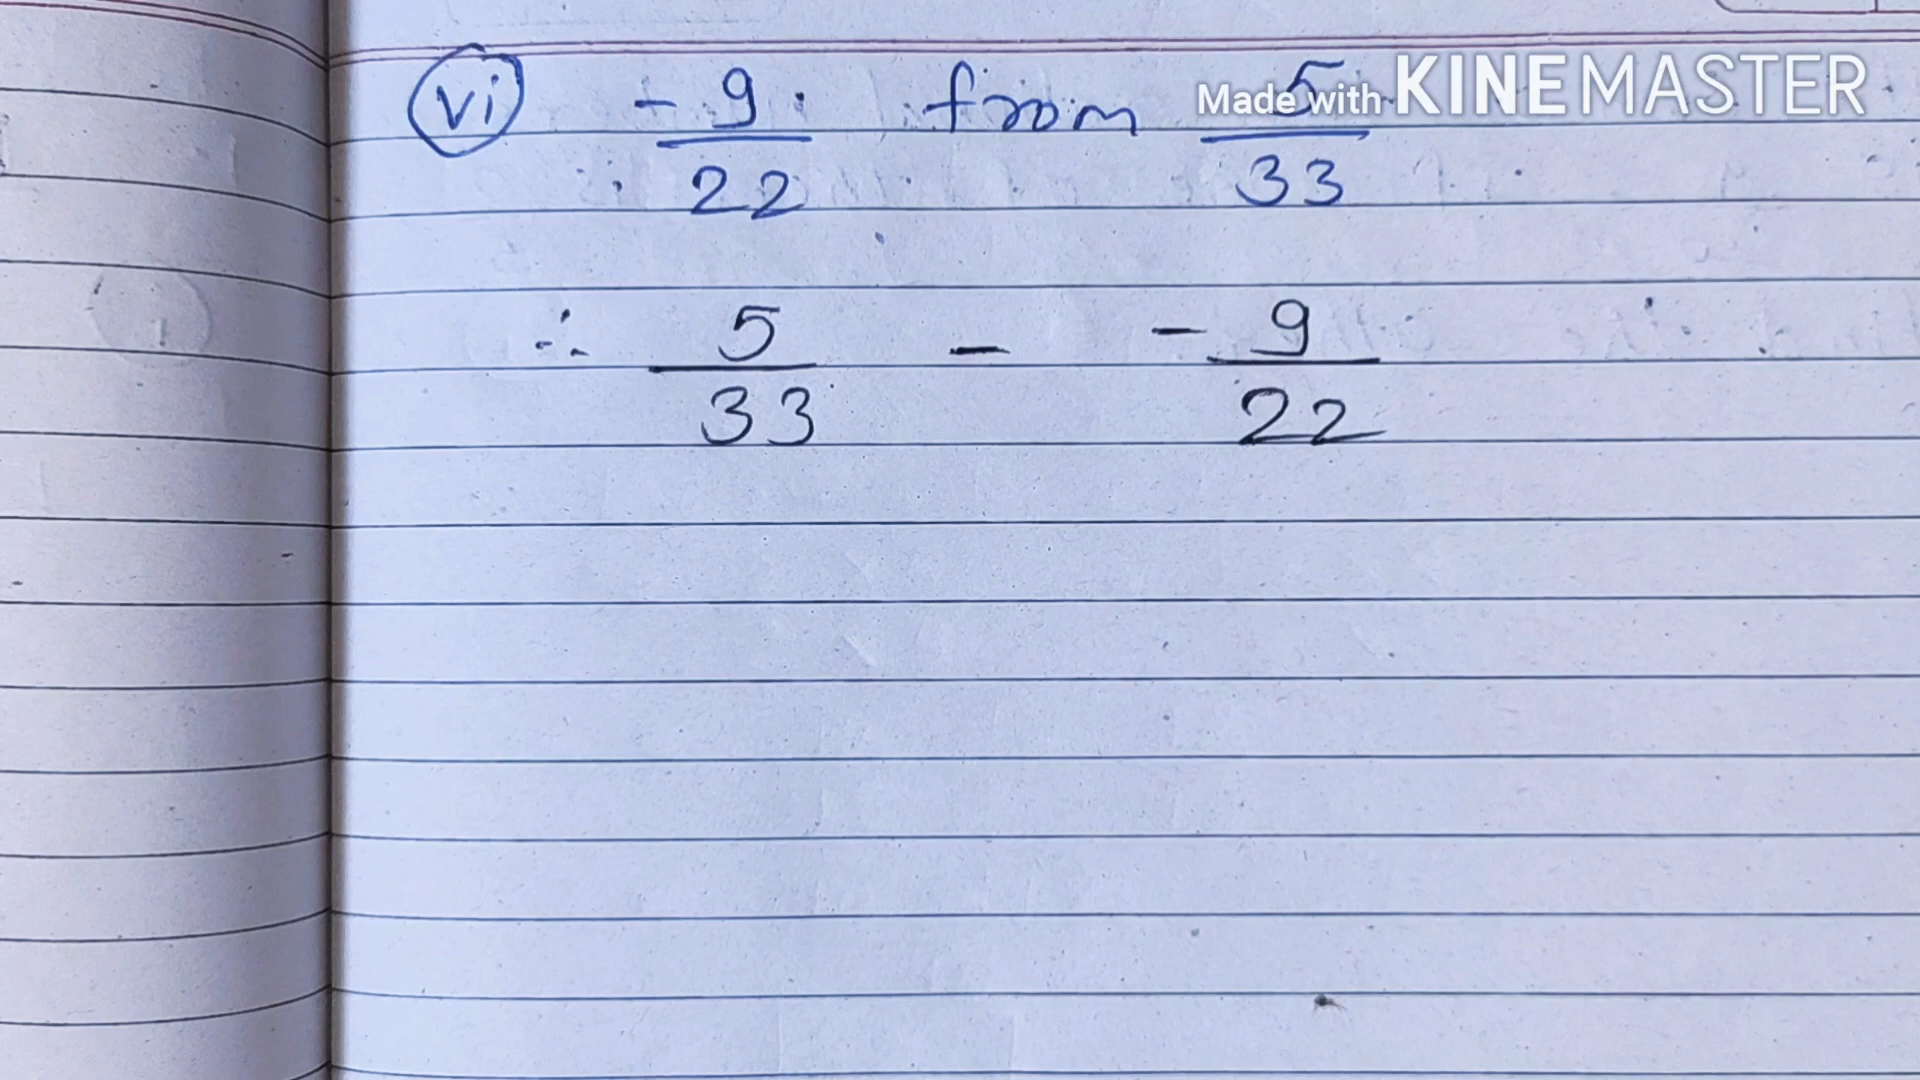 (vi) -9/22 from 5/33
Made with KINEMASTER
∴ 5/33 - -9/22